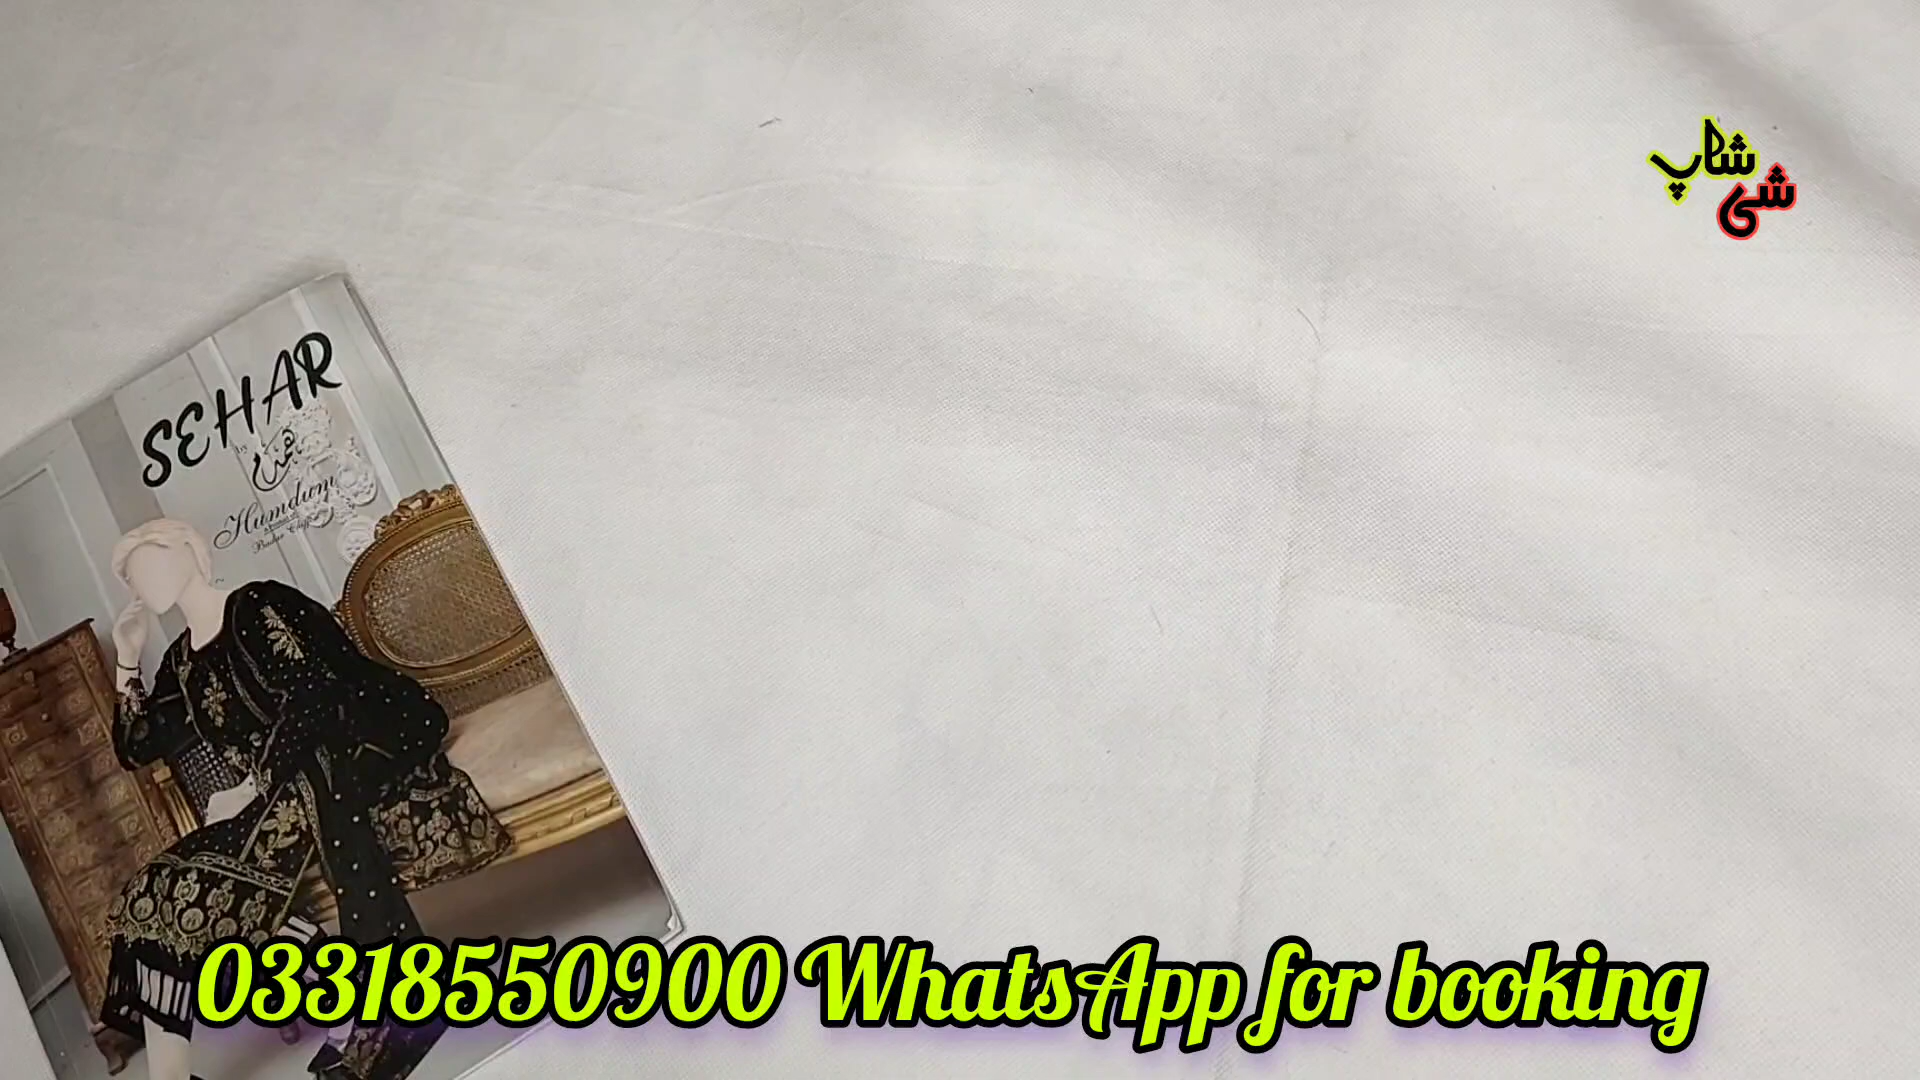 شاپ
شی
SEHAR
by
Humdum
03318550900 WhatsApp for booking